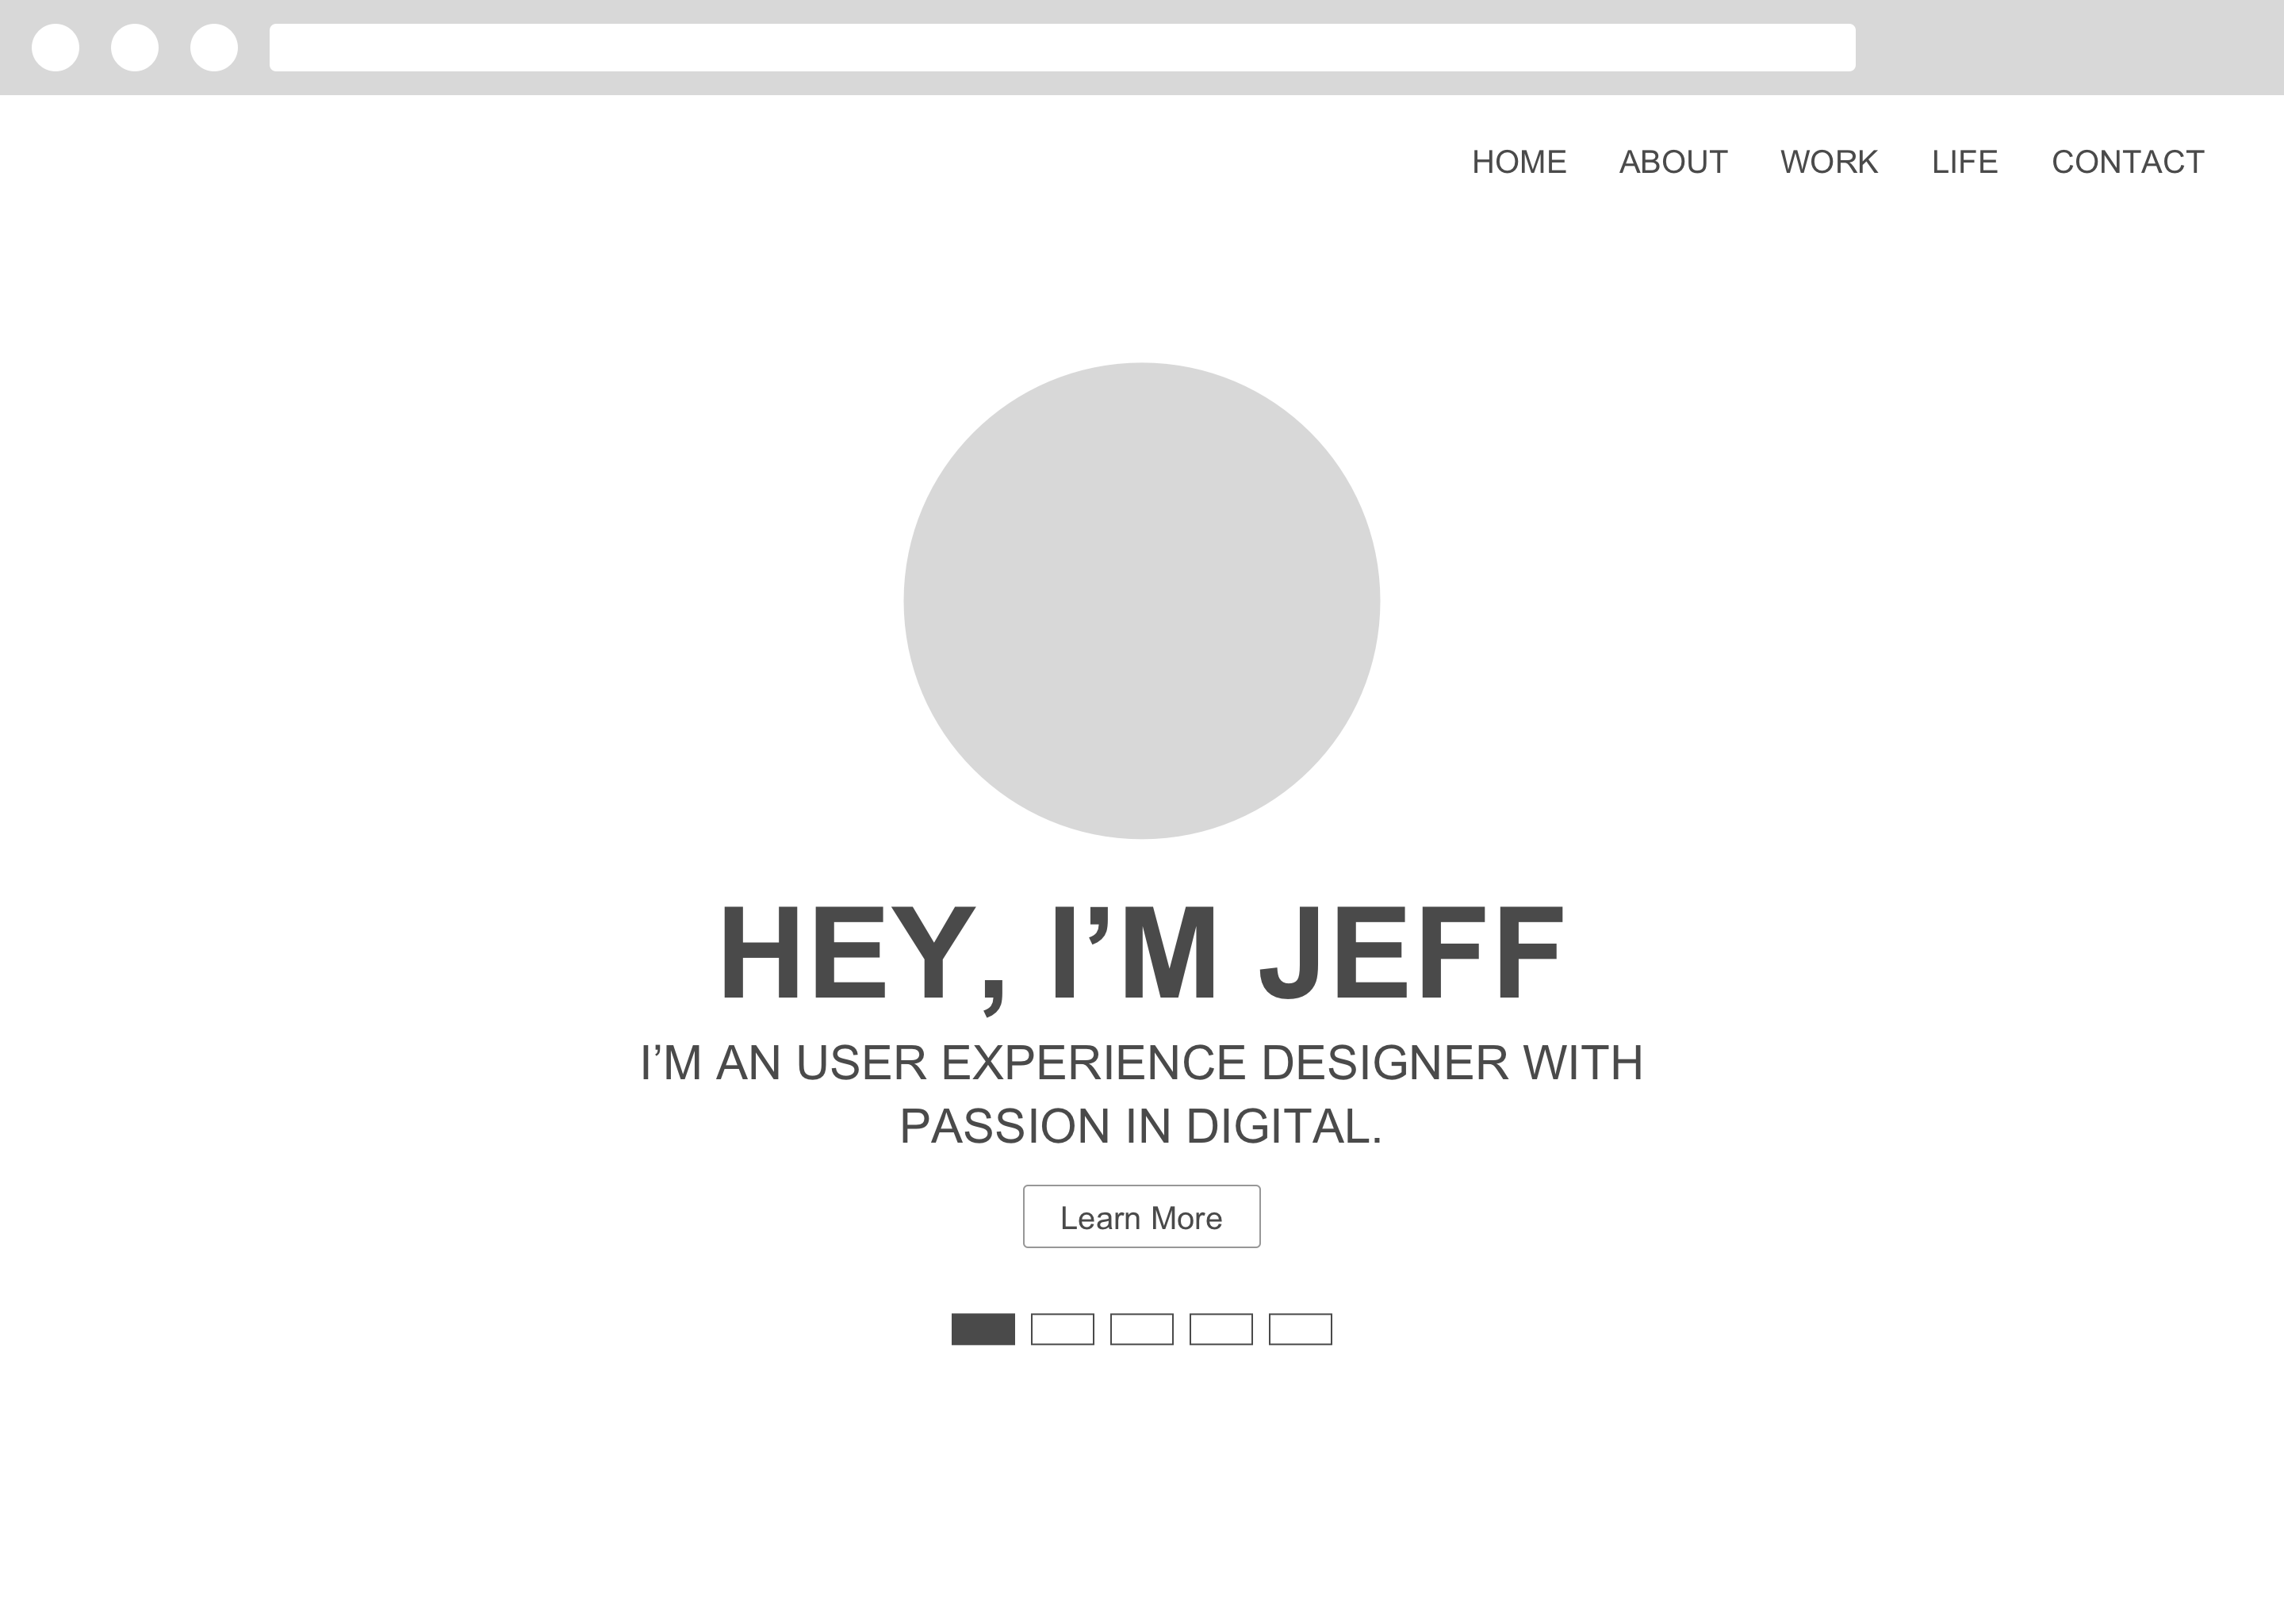 HOME ABOUT WORK LIFE CONTACT
HEY, I’M JEFF
I’M AN USER EXPERIENCE DESIGNER WITH
PASSION IN DIGITAL.
Learn More